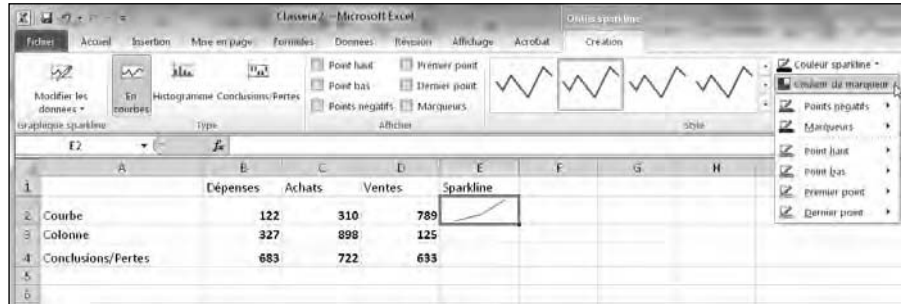 Classeur2 - Microsoft Excel
Outils sparkline
Fichier Accueil Insertion Mise en page Formules Données Révision Affichage Acrobat Création
Modifier les données
En courbes
Histogramme
Conclusions/Pertes
Point haut
Premier point
Point bas
Dernier point
Points négatifs
Marqueurs
Couleur sparkline
Couleur de marqueur
Graphique sparkline
Type
Afficher
Style
Points négatifs
Marqueurs
Point haut
Point bas
Premier point
Dernier point
E2 fx
A B C D E F G H
1 Dépenses Achats Ventes Sparkline
2 Courbe 122 310 789
3 Colonne 327 898 125
4 Conclusions/Pertes 683 722 633
5
6